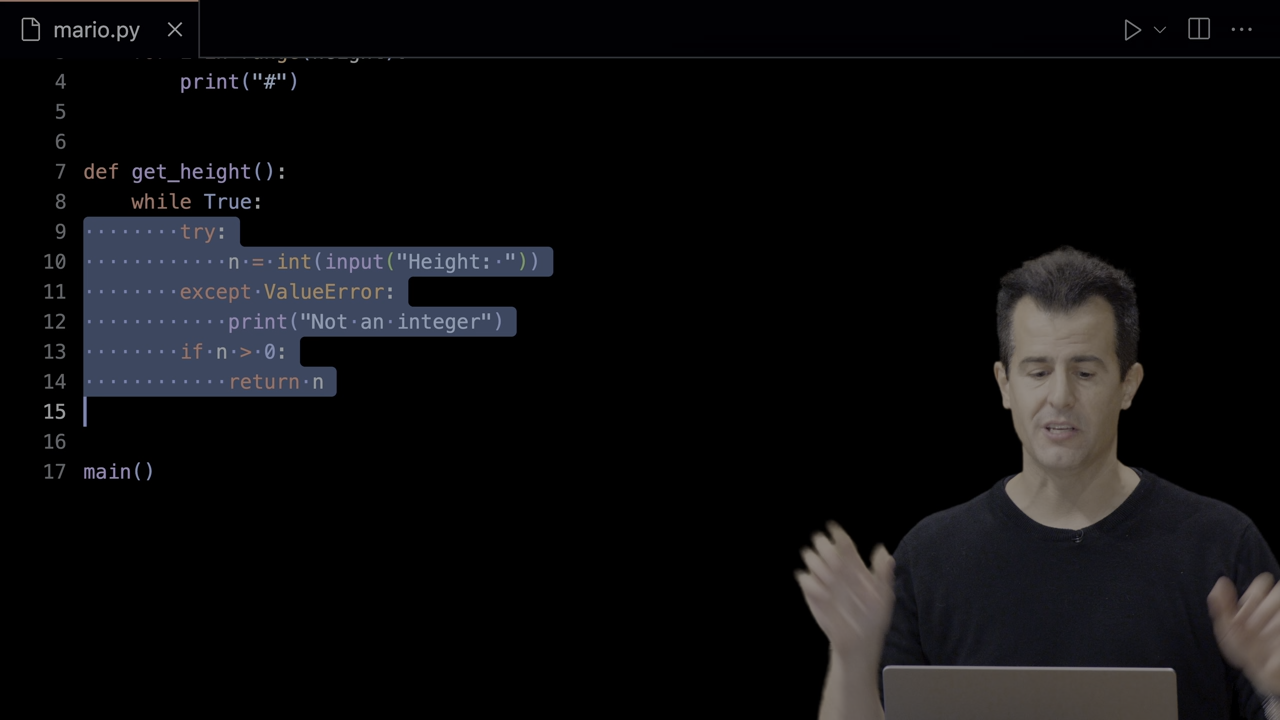 mario.py
4 print("#")
5
6
7 def get_height():
8 while True:
9 try:
10 n = int(input("Height: "))
11 except ValueError:
12 print("Not an integer")
13 if n > 0:
14 return n
15
16
17 main()